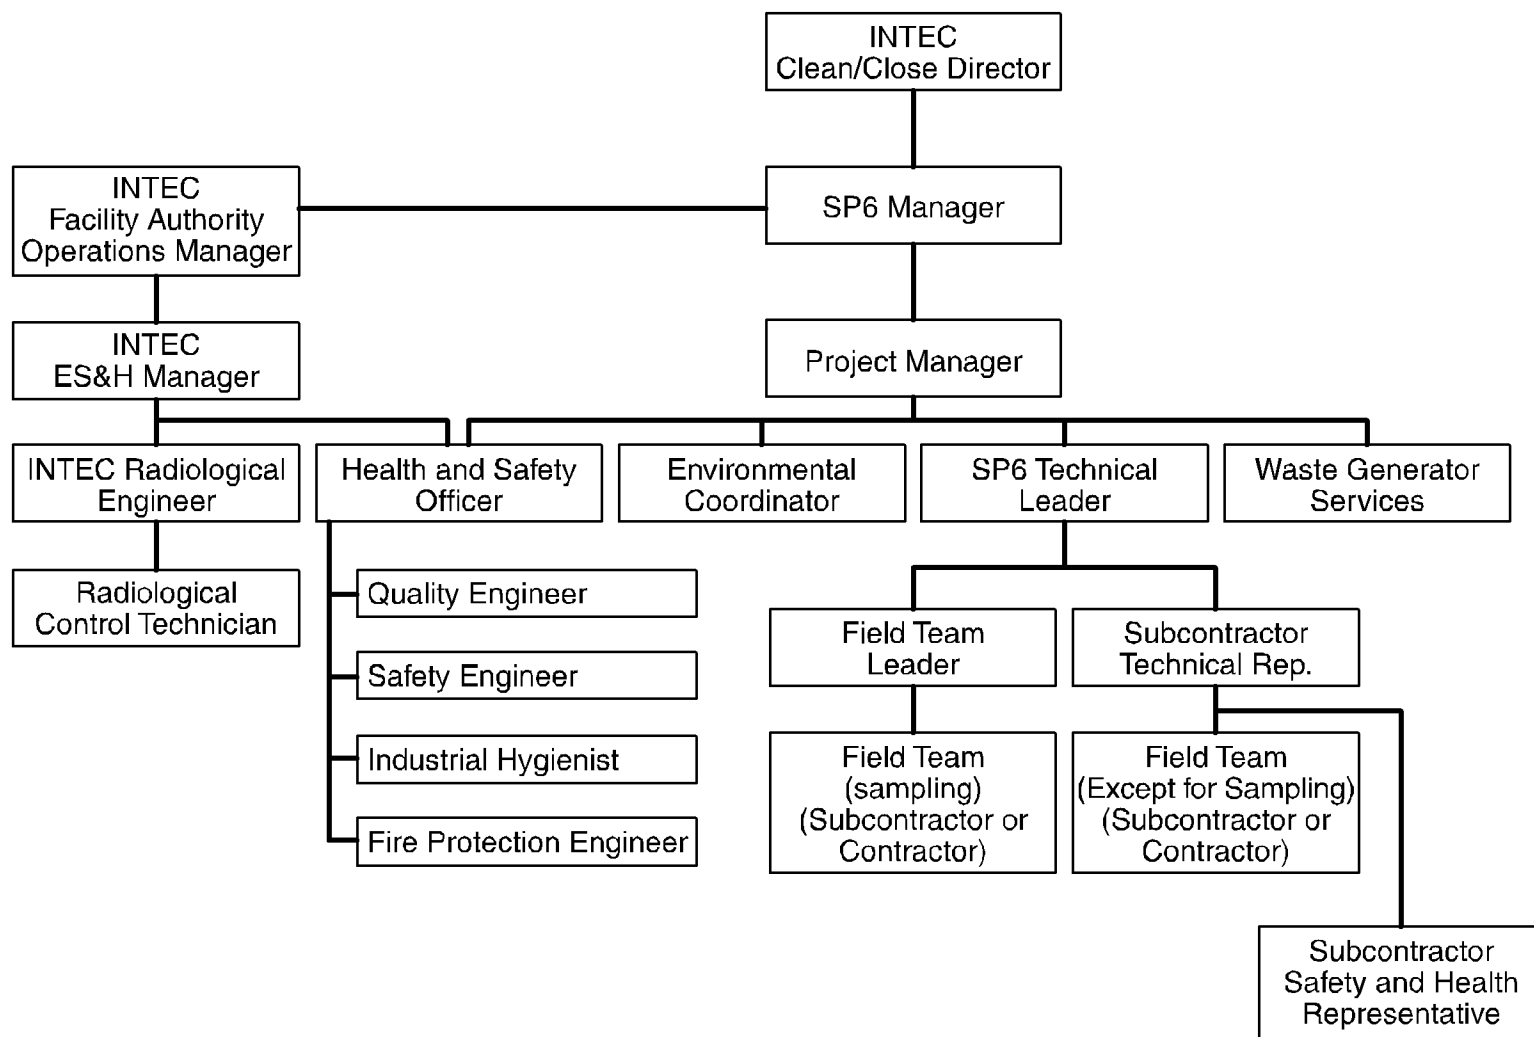 INTEC
Clean/Close Director
INTEC
Facility Authority
Operations Manager
SP6 Manager
INTEC
ES&H Manager
Project Manager
INTEC Radiological
Engineer
Health and Safety
Officer
Environmental
Coordinator
SP6 Technical
Leader
Waste Generator
Services
Radiological
Control Technician
Quality Engineer
Safety Engineer
Industrial Hygienist
Fire Protection Engineer
Field Team
Leader
Subcontractor
Technical Rep.
Field Team
(sampling)
(Subcontractor or
Contractor)
Field Team
(Except for Sampling)
(Subcontractor or
Contractor)
Subcontractor
Safety and Health
Representative